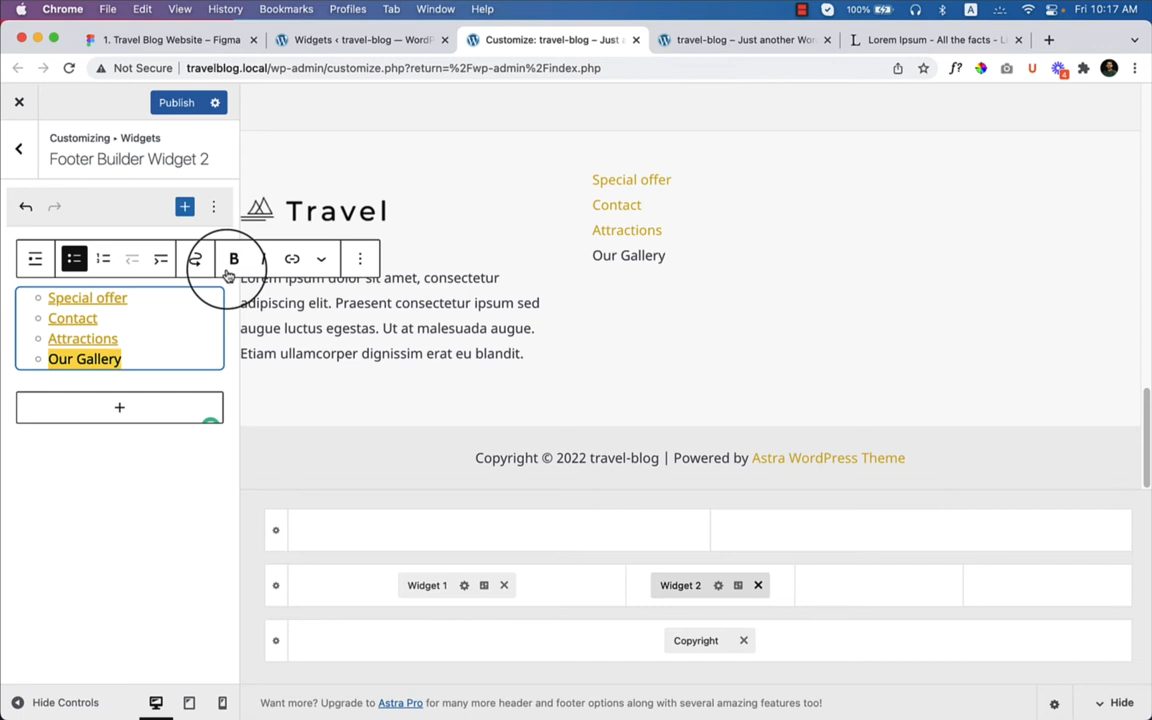 Chrome File Edit View History Bookmarks Profiles Tab Window Help 100% A Fri 10:17 AM
1. Travel Blog Website – Figma
Widgets ‹ travel-blog — WordP
Customize: travel-blog – Just a
travel-blog – Just another Wor
Lorem Ipsum - All the facts - L
Not Secure travelblog.local/wp-admin/customize.php?return=%2Fwp-admin%2Findex.php
f?
U
4
Publish
Customizing ▸ Widgets
Footer Builder Widget 2
B
Special offer
Contact
Attractions
Our Gallery
Travel
Lorem ipsum dolor sit amet, consectetur
adipiscing elit. Praesent consectetur ipsum sed
augue luctus egestas. Ut at malesuada augue.
Etiam ullamcorper dignissim erat eu blandit.
Special offer
Contact
Attractions
Our Gallery
Copyright © 2022 travel-blog | Powered by Astra WordPress Theme
Widget 1
Widget 2
Copyright
Hide Controls
Want more? Upgrade to Astra Pro for many more header and footer options along with several amazing features too!
Hide